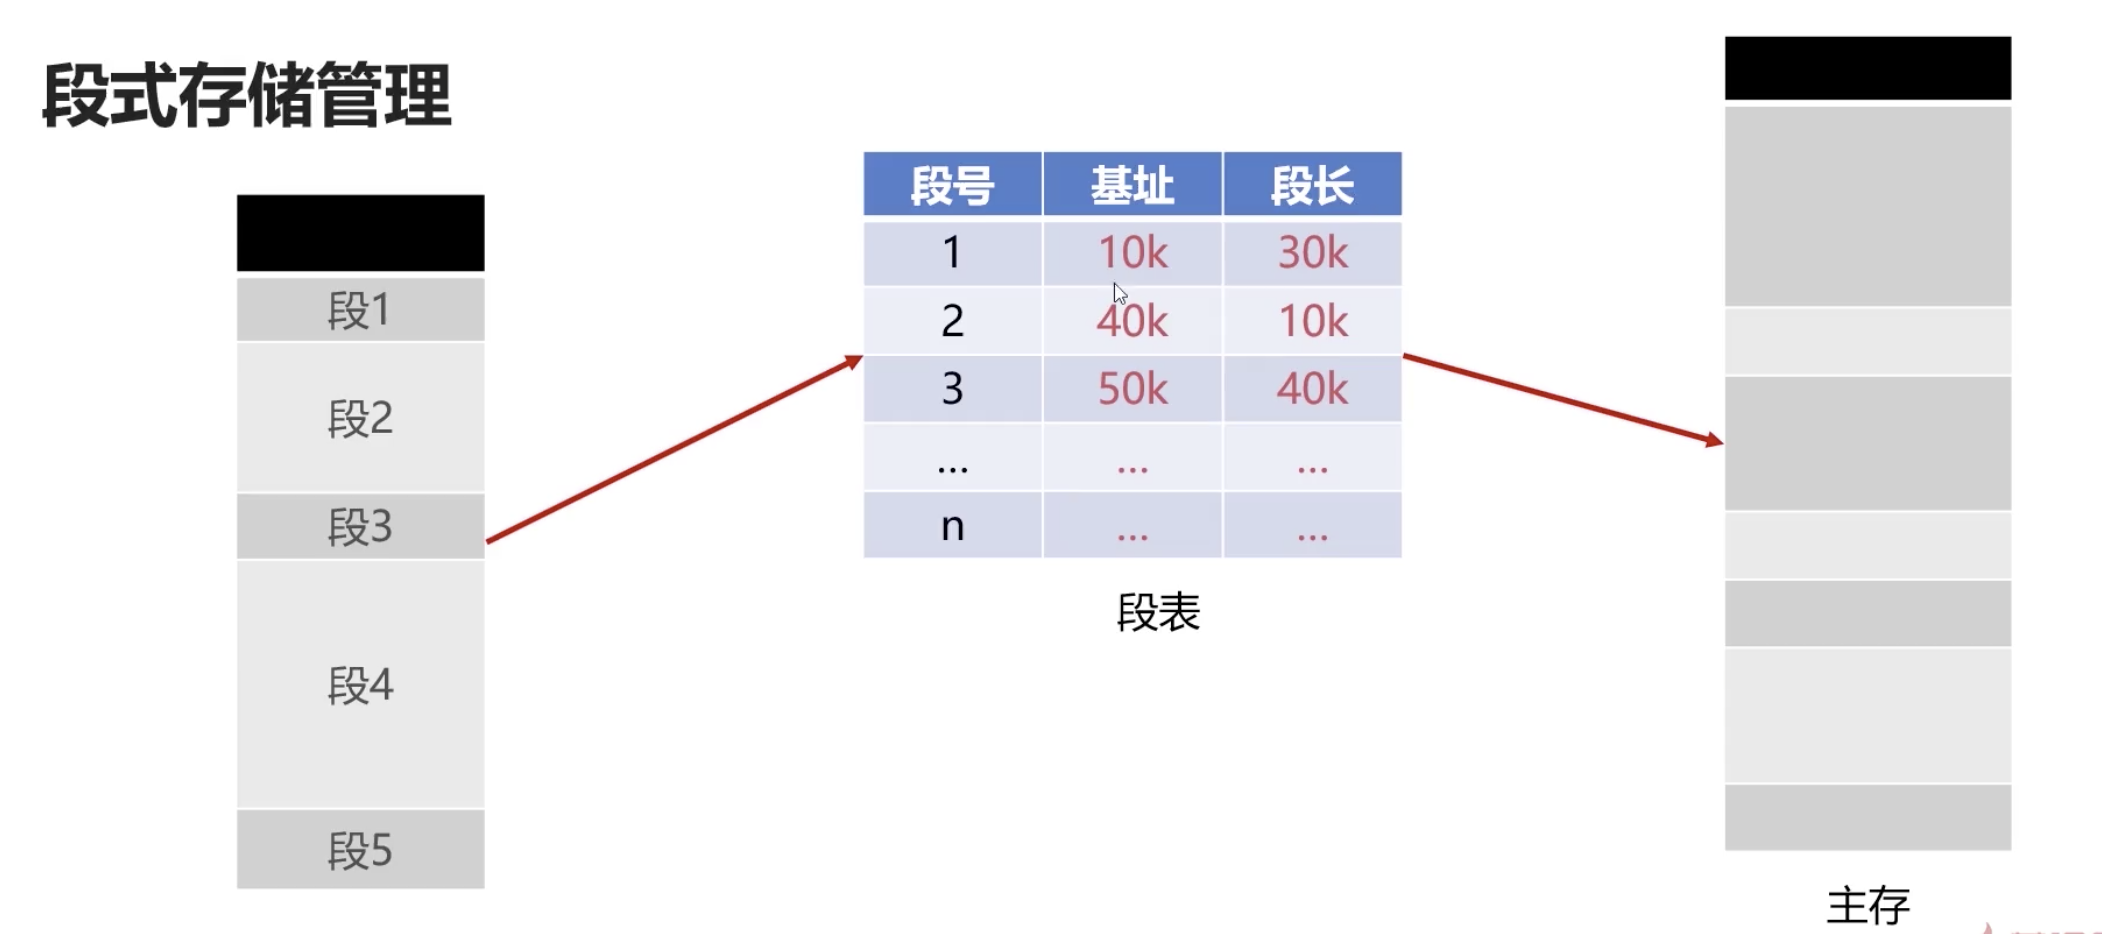 段式存储管理
段1
段2
段3
段4
段5
段号 基址 段长
1 10k 30k
2 40k 10k
3 50k 40k
... ... ...
n ... ...
段表
主存